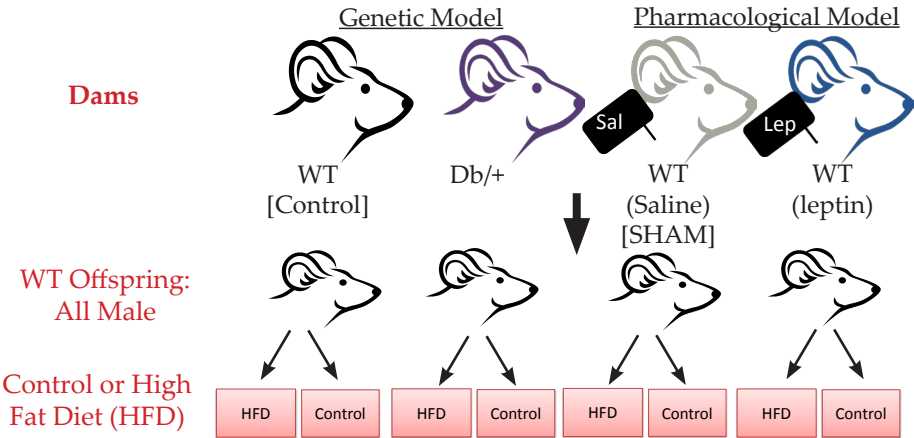 Genetic Model
Pharmacological Model
Dams
Sal
Lep
WT
[Control]
Db/+
WT
(Saline)
[SHAM]
WT
(leptin)
WT Offspring:
All Male
Control or High
Fat Diet (HFD)
HFD
Control
HFD
Control
HFD
Control
HFD
Control